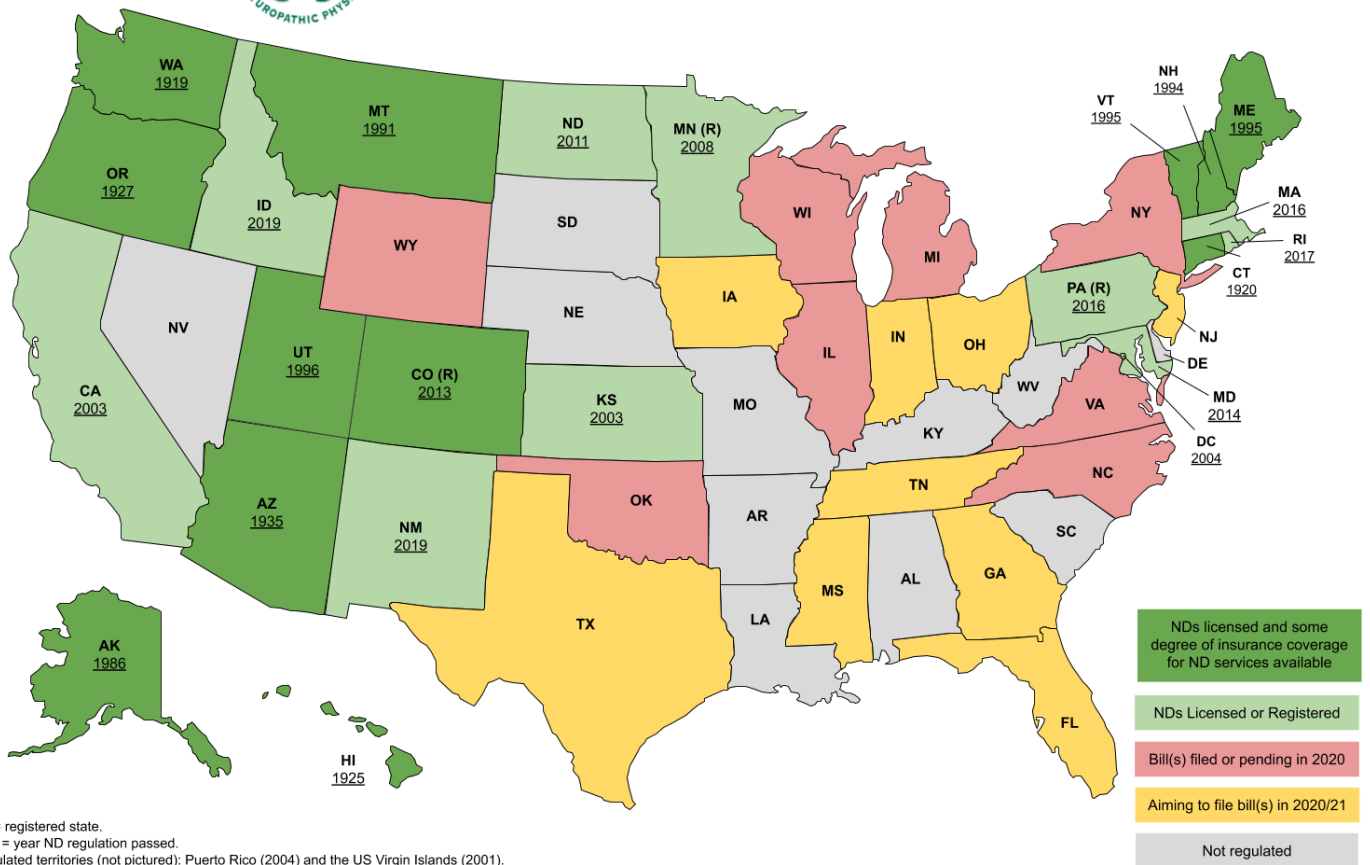 UROPATHIC PHYS
WA
1919
MT
1991
ND
2011
MN (R)
2008
NH
1994
VT
1995
ME
1995
OR
1927
ID
2019
WY
SD
WI
MI
NY
MA
2016
RI
2017
CT
1920
NV
UT
1996
CO (R)
2013
NE
IA
IL
IN
OH
PA (R)
2016
NJ
DE
MD
2014
DC
2004
CA
2003
KS
2003
MO
WV
VA
KY
NC
AZ
1935
NM
2019
OK
AR
TN
SC
MS
AL
GA
TX
LA
FL
AK
1986
HI
1925
NDs licensed and some
degree of insurance coverage
for ND services available
NDs Licensed or Registered
Bill(s) filed or pending in 2020
Aiming to file bill(s) in 2020/21
Not regulated
= registered state.
= year ND regulation passed.
ulated territories (not pictured): Puerto Rico (2004) and the US Virgin Islands (2001).